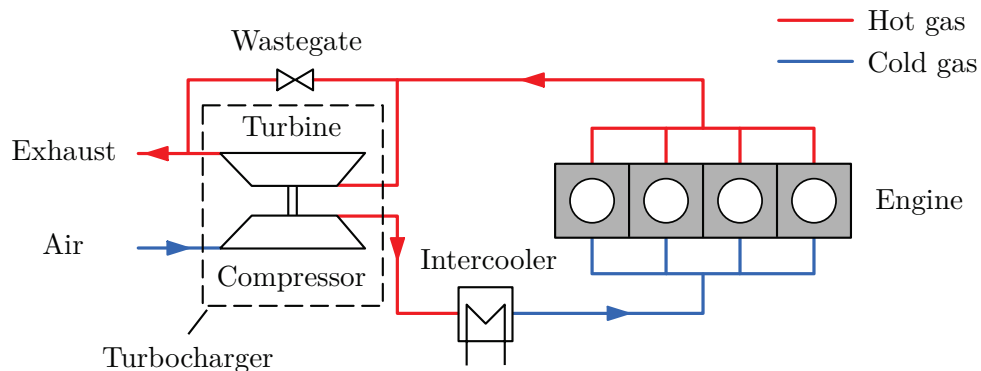 Hot gas
Wastegate
Cold gas
Turbine
Exhaust
Engine
Air
Intercooler
Compressor
Turbocharger